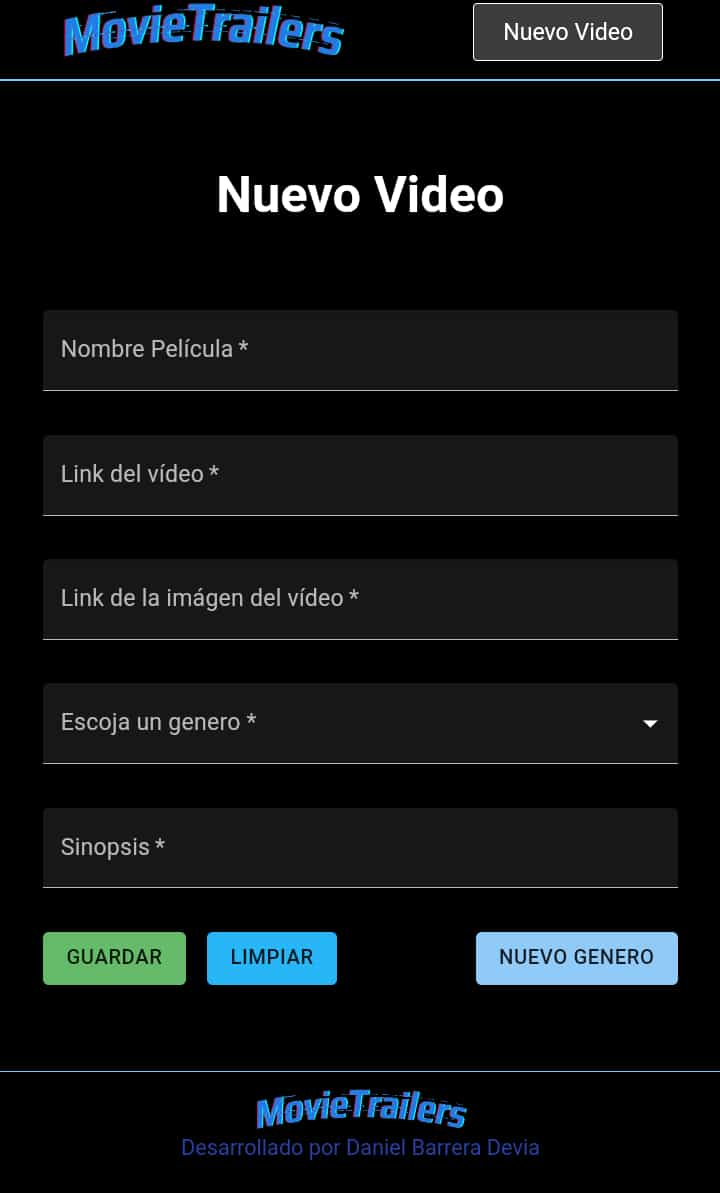 MovieTrailers
Nuevo Video
Nuevo Video
Nombre Película *
Link del vídeo *
Link de la imágen del vídeo *
Escoja un genero *
Sinopsis *
GUARDAR
LIMPIAR
NUEVO GENERO
MovieTrailers
Desarrollado por Daniel Barrera Devia